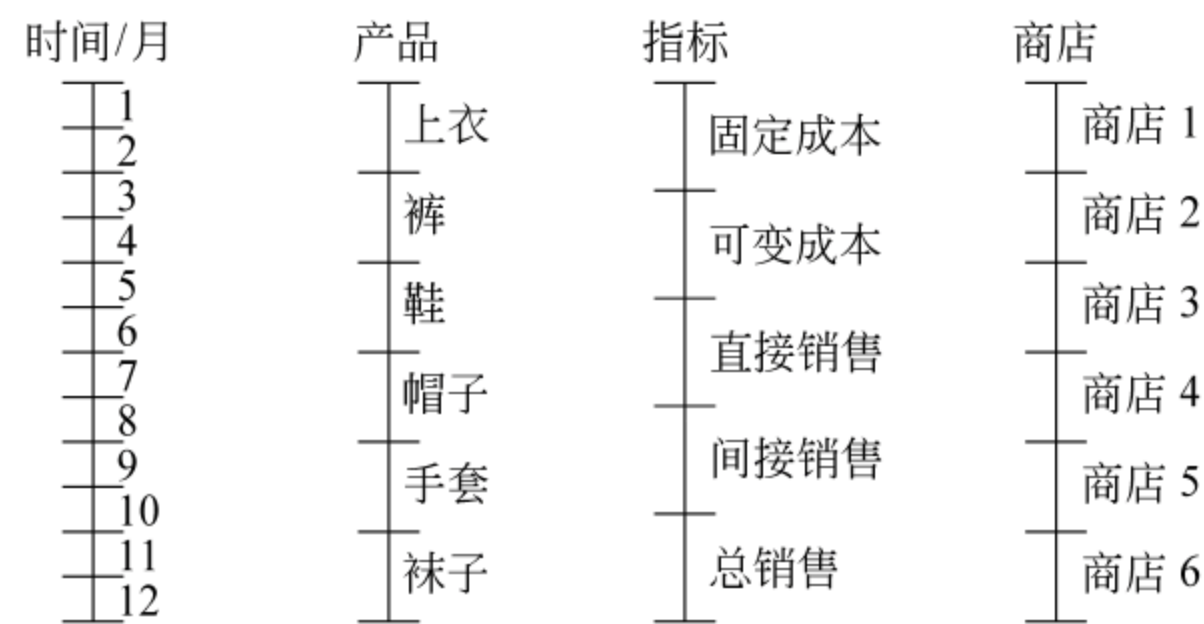 时间/月
1
2
3
4
5
6
7
8
9
10
11
12
产品
上衣
裤
鞋
帽子
手套
袜子
指标
固定成本
可变成本
直接销售
间接销售
总销售
商店
商店 1
商店 2
商店 3
商店 4
商店 5
商店 6